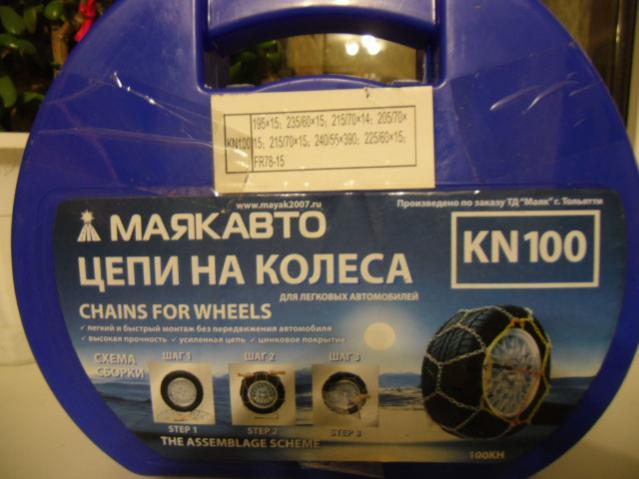 195×15; 235/60×15; 215/70×14; 205/70×
KN100 15; 215/70×15; 240/55×390; 225/60×15;
FR78-15
www.mayak2007.ru
Произведено по заказу ТД "Маяк" г. Тольятти
МАЯКАВТО
KN100
ЦЕПИ НА КОЛЕСА
ДЛЯ ЛЕГКОВЫХ АВТОМОБИЛЕЙ
CHAINS FOR WHEELS
✓ легкий и быстрый монтаж без передвижения автомобиля
✓ высокая прочность ✓ усиленная цепь ✓ цинковое покрытие
СХЕМА СБОРКИ
ШАГ 1 ШАГ 2 ШАГ 3
STEP 1 STEP 2 STEP 3
THE ASSEMBLAGE SCHEME
100KH